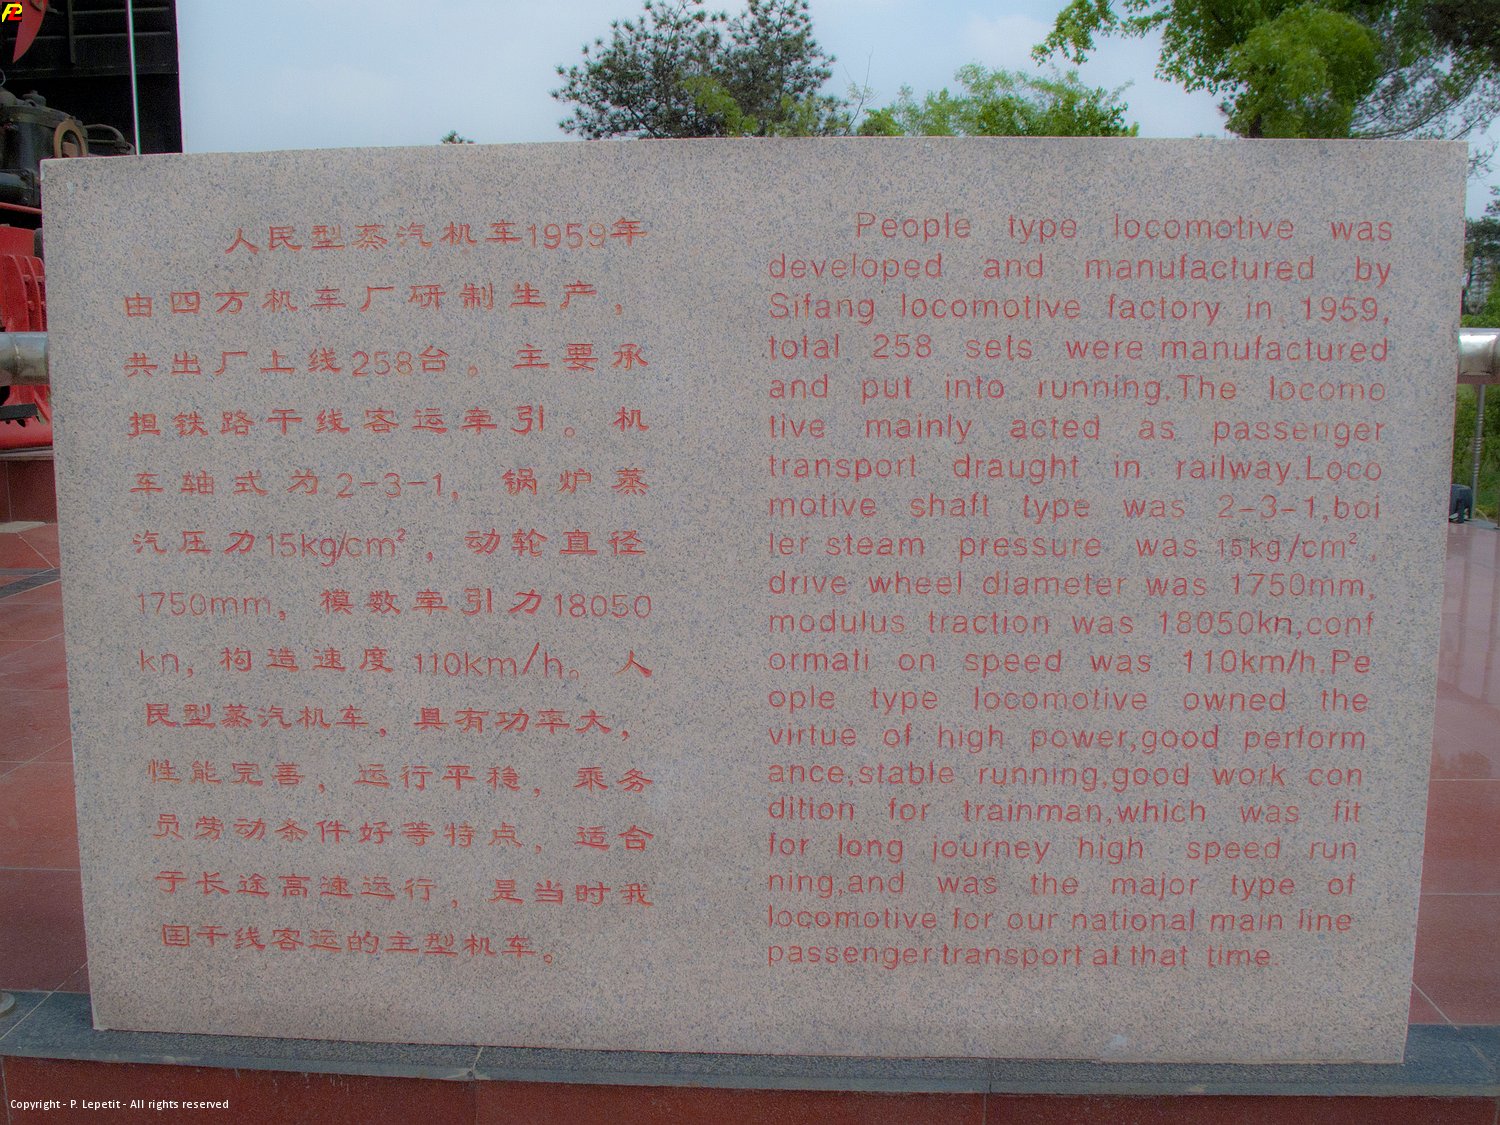 人民型蒸汽机车1959年
由四方机车厂研制生产，
共出厂上线258台。主要承
担铁路干线客运牵引。机
车轴式为2-3-1，锅炉蒸
汽压力15kg/cm²，动轮直径
1750mm，模数牵引力18050
kn，构造速度110km/h。人
民型蒸汽机车，具有功率大，
性能完善，运行平稳，乘务
员劳动条件好等特点，适合
于长途高速运行，是当时我
国干线客运的主型机车。
People type locomotive was
developed and manufactured by
Sifang locomotive factory in 1959,
total 258 sets were manufactured
and put into running.The locomo
tive mainly acted as passenger
transport draught in railway.Loco
motive shaft type was 2-3-1,boi
ler steam pressure was 15kg/cm²,
drive wheel diameter was 1750mm,
modulus traction was 18050kn,conf
ormati on speed was 110km/h.Pe
ople type locomotive owned the
virtue of high power,good perform
ance,stable running,good work con
dition for trainman,which was fit
for long journey high speed run
ning,and was the major type of
locomotive for our national main line
passenger transport at that time.
Copyright - P. Lepetit - All rights reserved